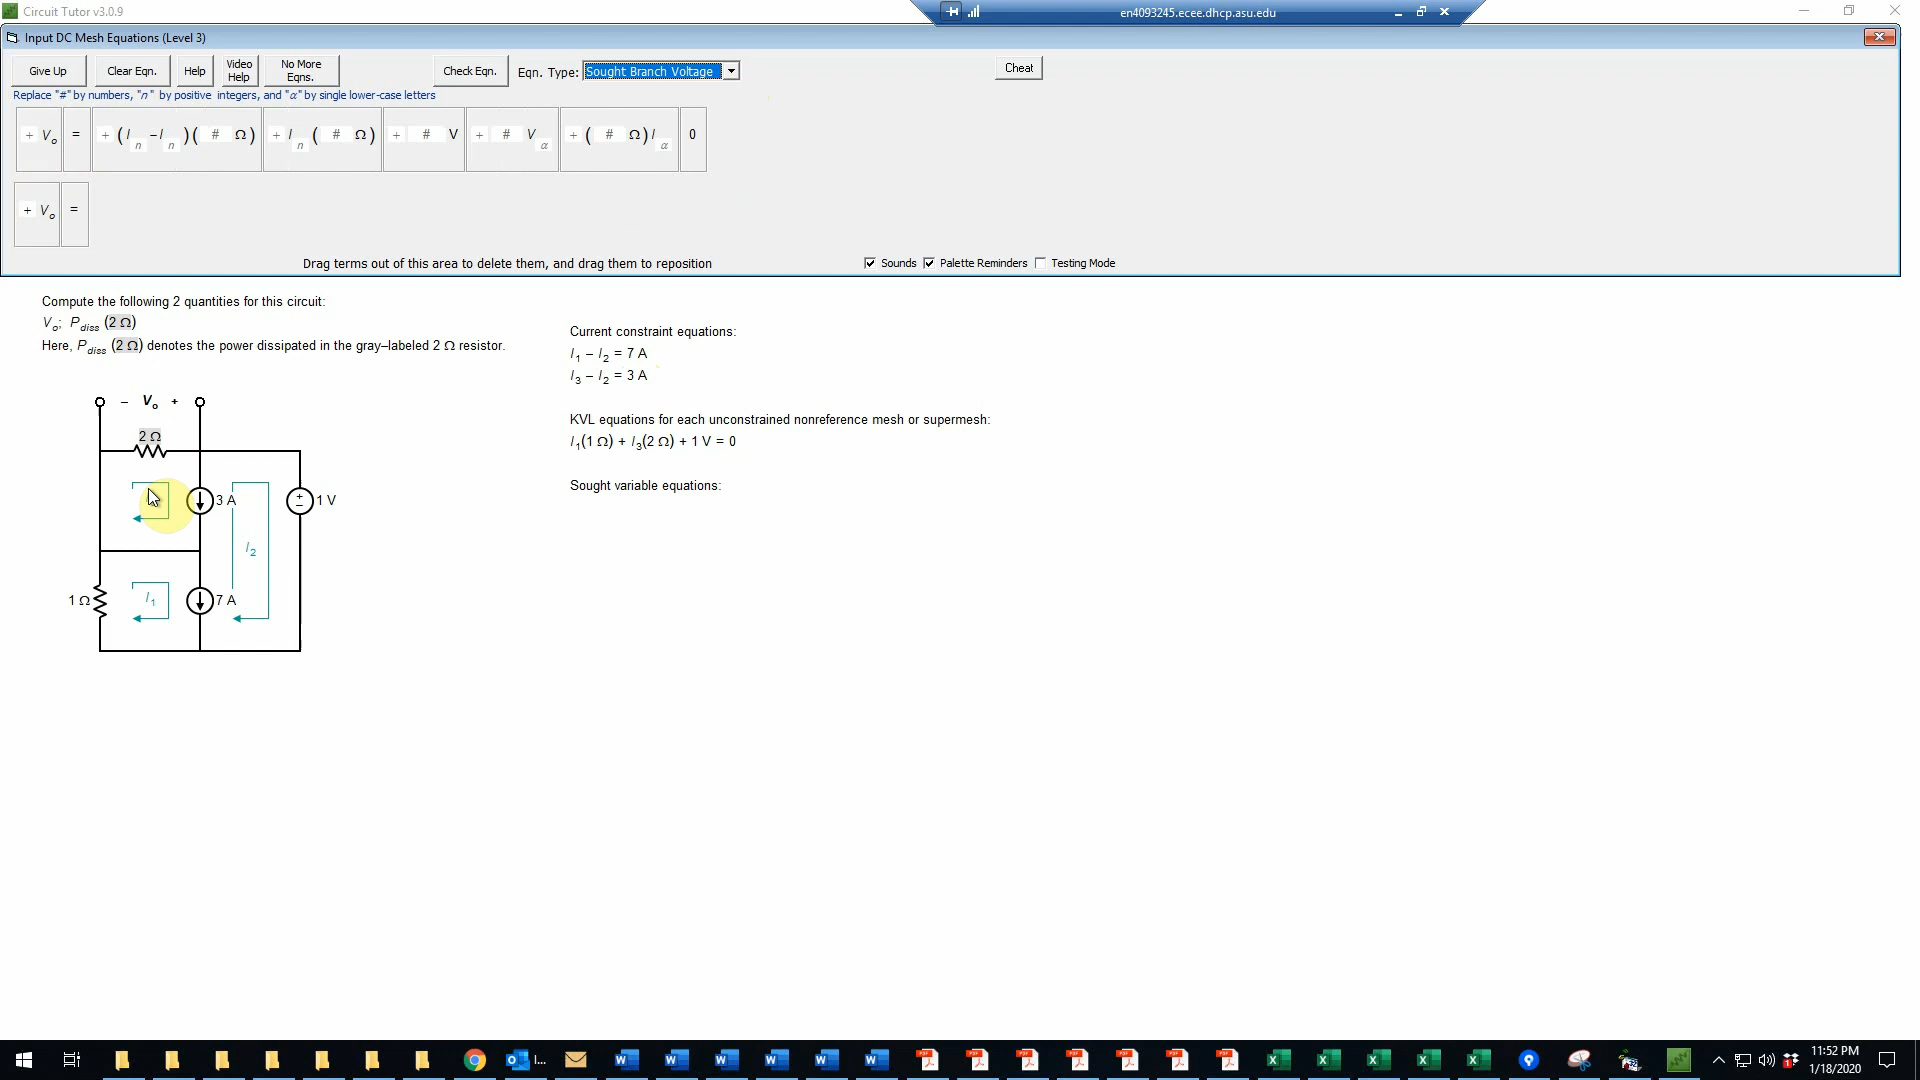 Circuit Tutor v3.0.9
en4093245.ecee.dhcp.asu.edu
Input DC Mesh Equations (Level 3)
Give Up
Clear Eqn.
Help
Video Help
No More Eqns.
Check Eqn.
Eqn. Type:
Sought Branch Voltage
Cheat
Replace "#" by numbers, "n" by positive integers, and "α" by single lower-case letters
+ Vo = + (In −In )( # Ω) + In ( # Ω) + # V + # Vα + ( # Ω)Iα 0
+ Vo =
Drag terms out of this area to delete them, and drag them to reposition
Sounds
Palette Reminders
Testing Mode
Compute the following 2 quantities for this circuit:
Vo; Pdiss (2 Ω)
Here, Pdiss (2 Ω) denotes the power dissipated in the gray–labeled 2 Ω resistor.
Current constraint equations:
I1 − I2 = 7 A
I3 − I2 = 3 A
KVL equations for each unconstrained nonreference mesh or supermesh:
I1(1 Ω) + I3(2 Ω) + 1 V = 0
Sought variable equations:
− Vo +
2 Ω
3 A
+
−
1 V
I2
1 Ω
I1
7 A
I...
11:52 PM
1/18/2020